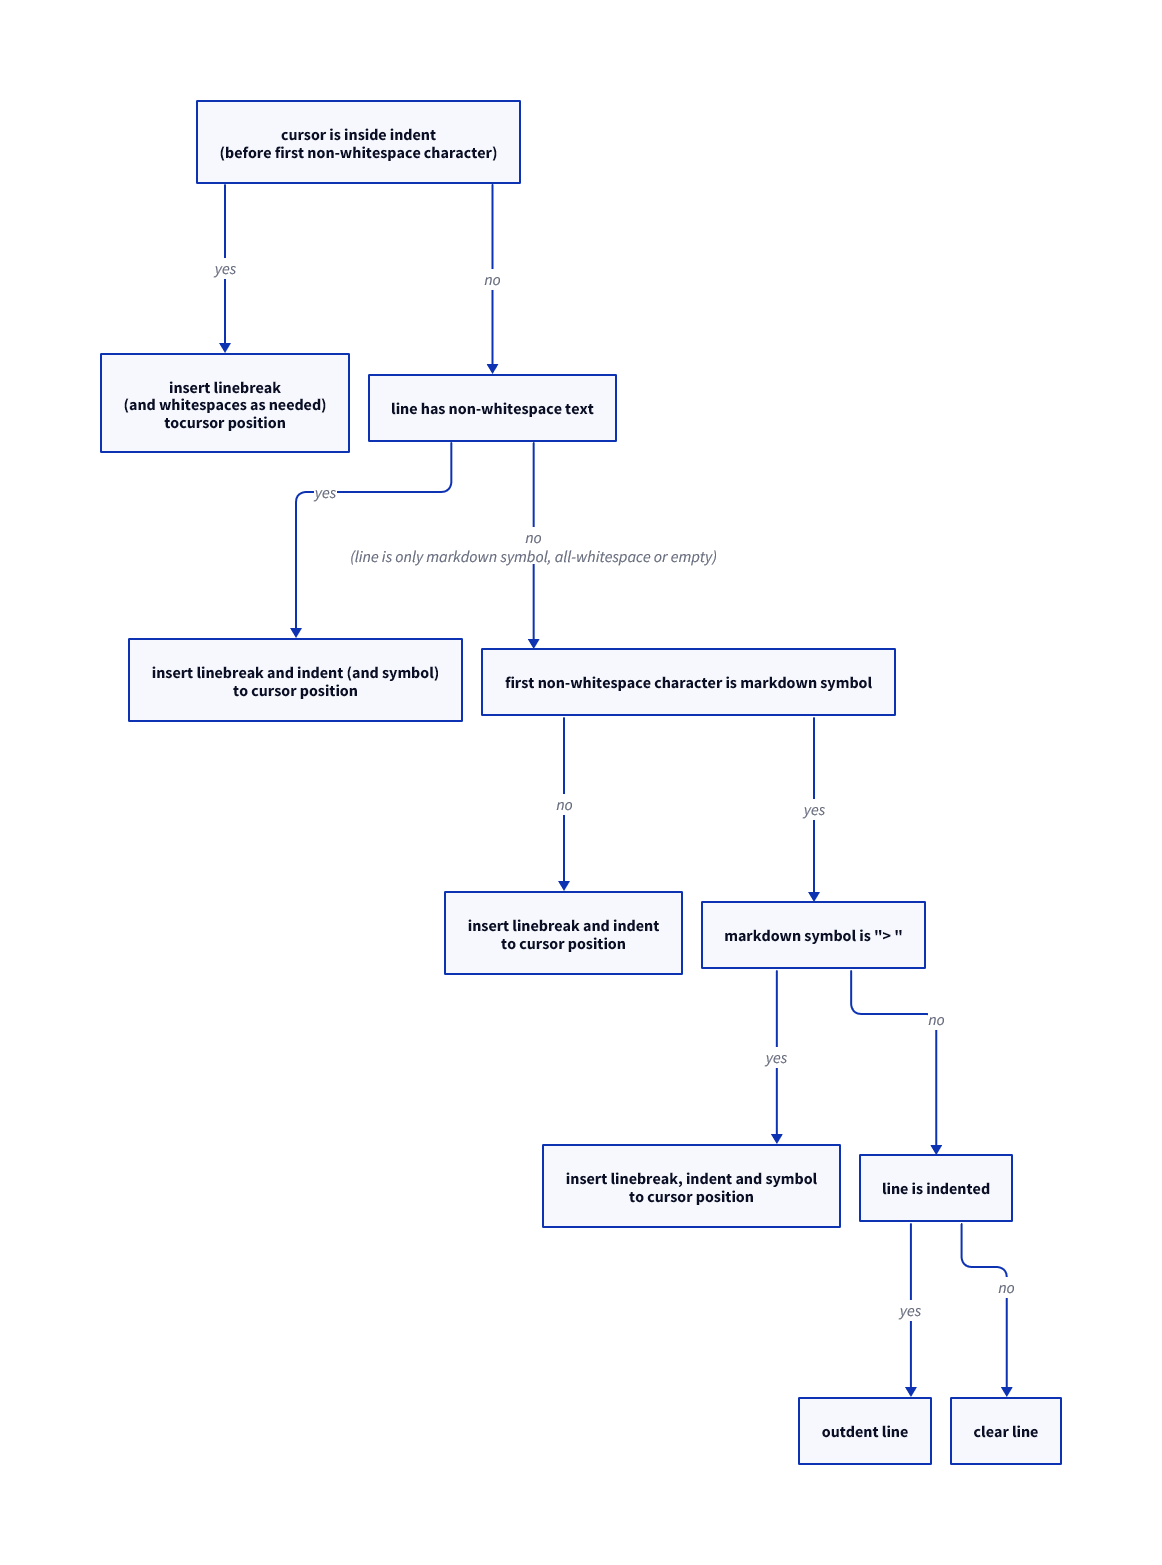 cursor is inside indent
(before first non-whitespace character)
yes
no
insert linebreak
(and whitespaces as needed)
tocursor position
line has non-whitespace text
yes
no
(line is only markdown symbol, all-whitespace or empty)
insert linebreak and indent (and symbol)
to cursor position
first non-whitespace character is markdown symbol
no
yes
insert linebreak and indent
to cursor position
markdown symbol is "> "
no
yes
insert linebreak, indent and symbol
to cursor position
line is indented
no
yes
outdent line
clear line